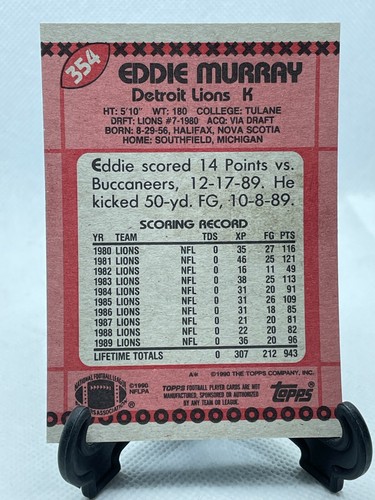 354
EDDIE MURRAY
Detroit Lions K
HT: 5'10" WT: 180 COLLEGE: TULANE
DRFT: LIONS #7-1980 ACQ: VIA DRAFT
BORN: 8-29-56, HALIFAX, NOVA SCOTIA
HOME: SOUTHFIELD, MICHIGAN
Eddie scored 14 Points vs.
Buccaneers, 12-17-89. He
kicked 50-yd. FG, 10-8-89.
SCORING RECORD
YR TEAM TDS XP FG PTS
1980 LIONS NFL 0 35 27 116
1981 LIONS NFL 0 46 25 121
1982 LIONS NFL 0 16 11 49
1983 LIONS NFL 0 38 25 113
1984 LIONS NFL 0 31 20 91
1985 LIONS NFL 0 31 26 109
1986 LIONS NFL 0 31 18 85
1987 LIONS NFL 0 21 20 81
1988 LIONS NFL 0 22 20 82
1989 LIONS NFL 0 36 20 96
LIFETIME TOTALS 0 307 212 943
A* ©1990 THE TOPPS COMPANY, INC.
©1990
NFLPA
TOPPS FOOTBALL PLAYER CARDS ARE NOT
MANUFACTURED, SPONSORED OR AUTHORIZED
BY ANY TEAM OR LEAGUE.
topps
NATIONAL FOOTBALL LEAGUE